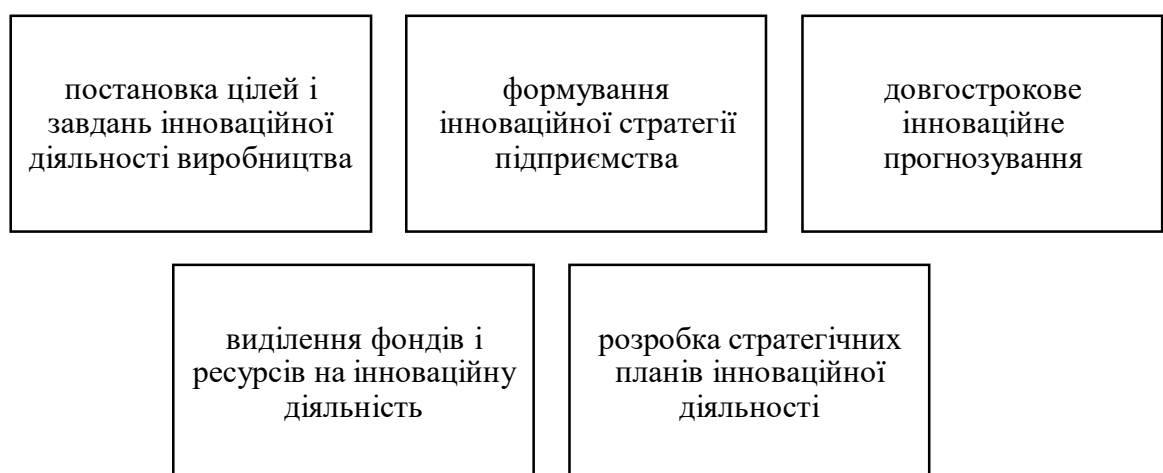 постановка цілей і
завдань інноваційної
діяльності виробництва
формування
інноваційної стратегії
підприємства
довгострокове
інноваційне
прогнозування
виділення фондів і
ресурсів на інноваційну
діяльність
розробка стратегічних
планів інноваційної
діяльності